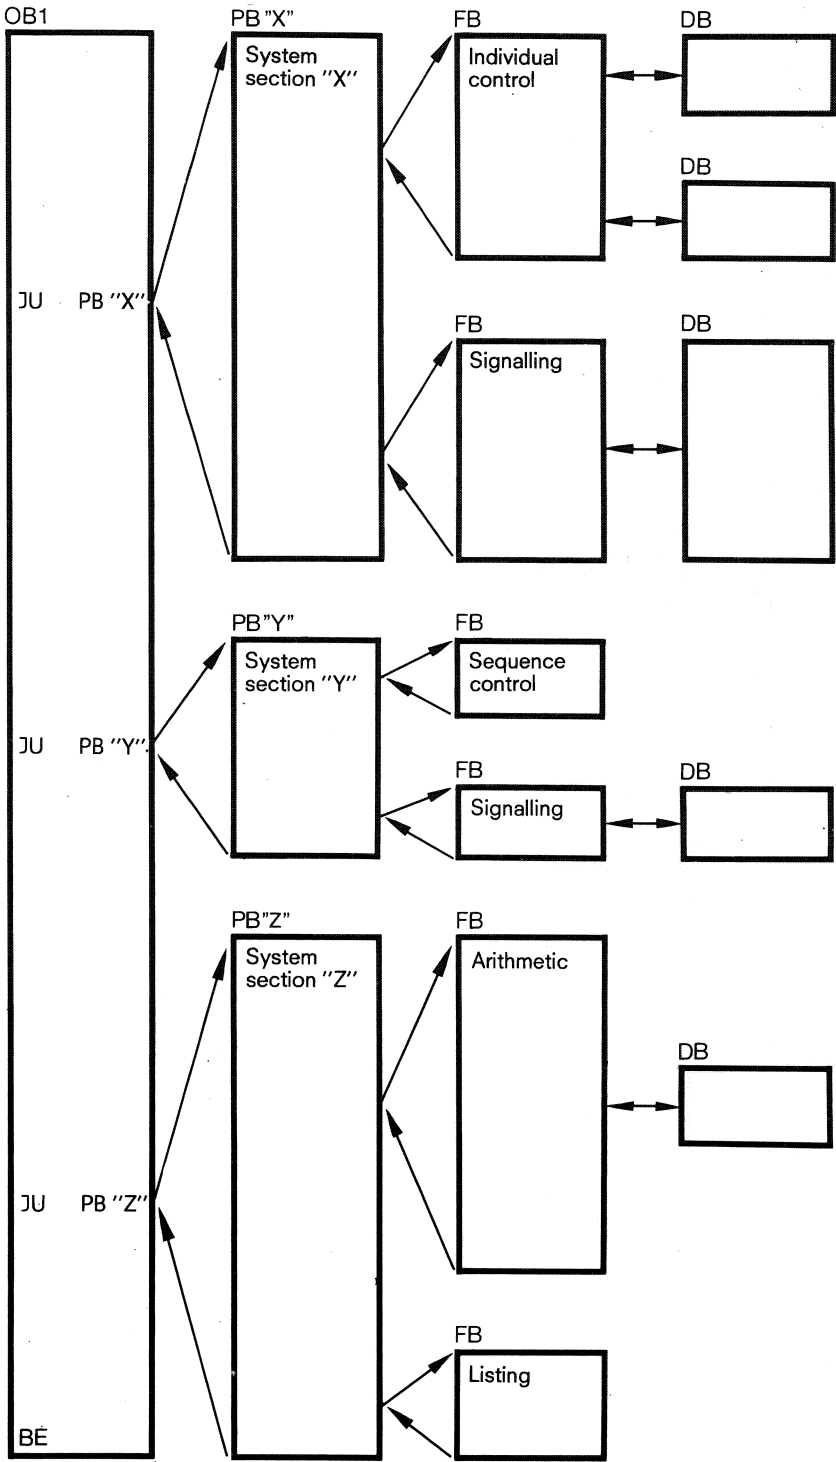 OB1
PB "X"
FB
DB
System
section "X"
Individual
control
DB
JU PB "X"
FB
DB
Signalling
PB"Y"
FB
System
section "Y"
Sequence
control
JU PB "Y"
FB
DB
Signalling
PB"Z"
FB
System
section "Z"
Arithmetic
DB
JU PB "Z"
FB
Listing
BE